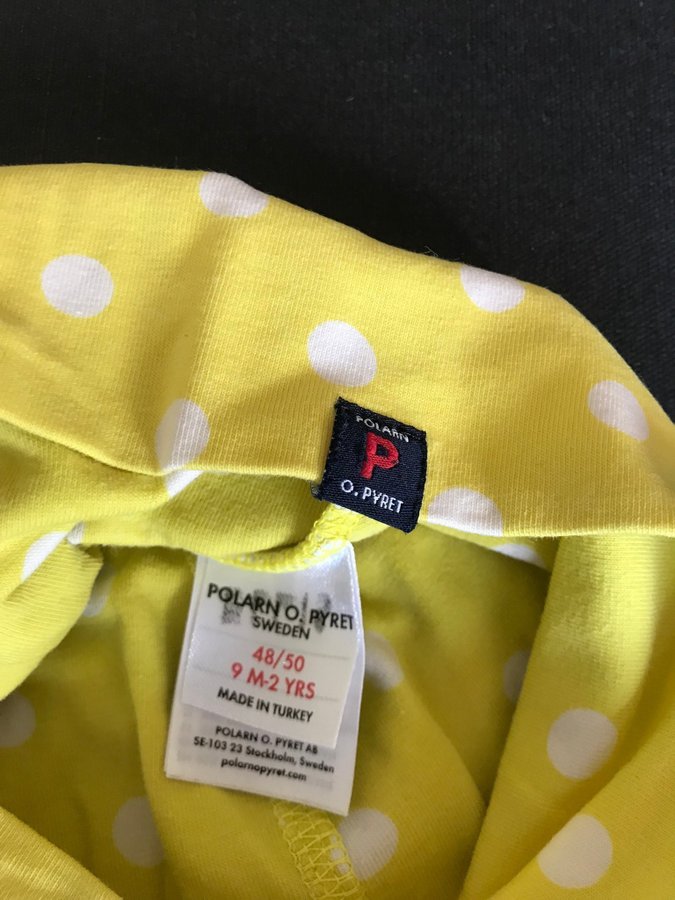 POLARN
P
O. PYRET
POLARN O. PYRET
SWEDEN
48/50
9 M-2 YRS
MADE IN TURKEY
POLARN O. PYRET AB
SE-103 23 Stockholm, Sweden
polarnopyret.com